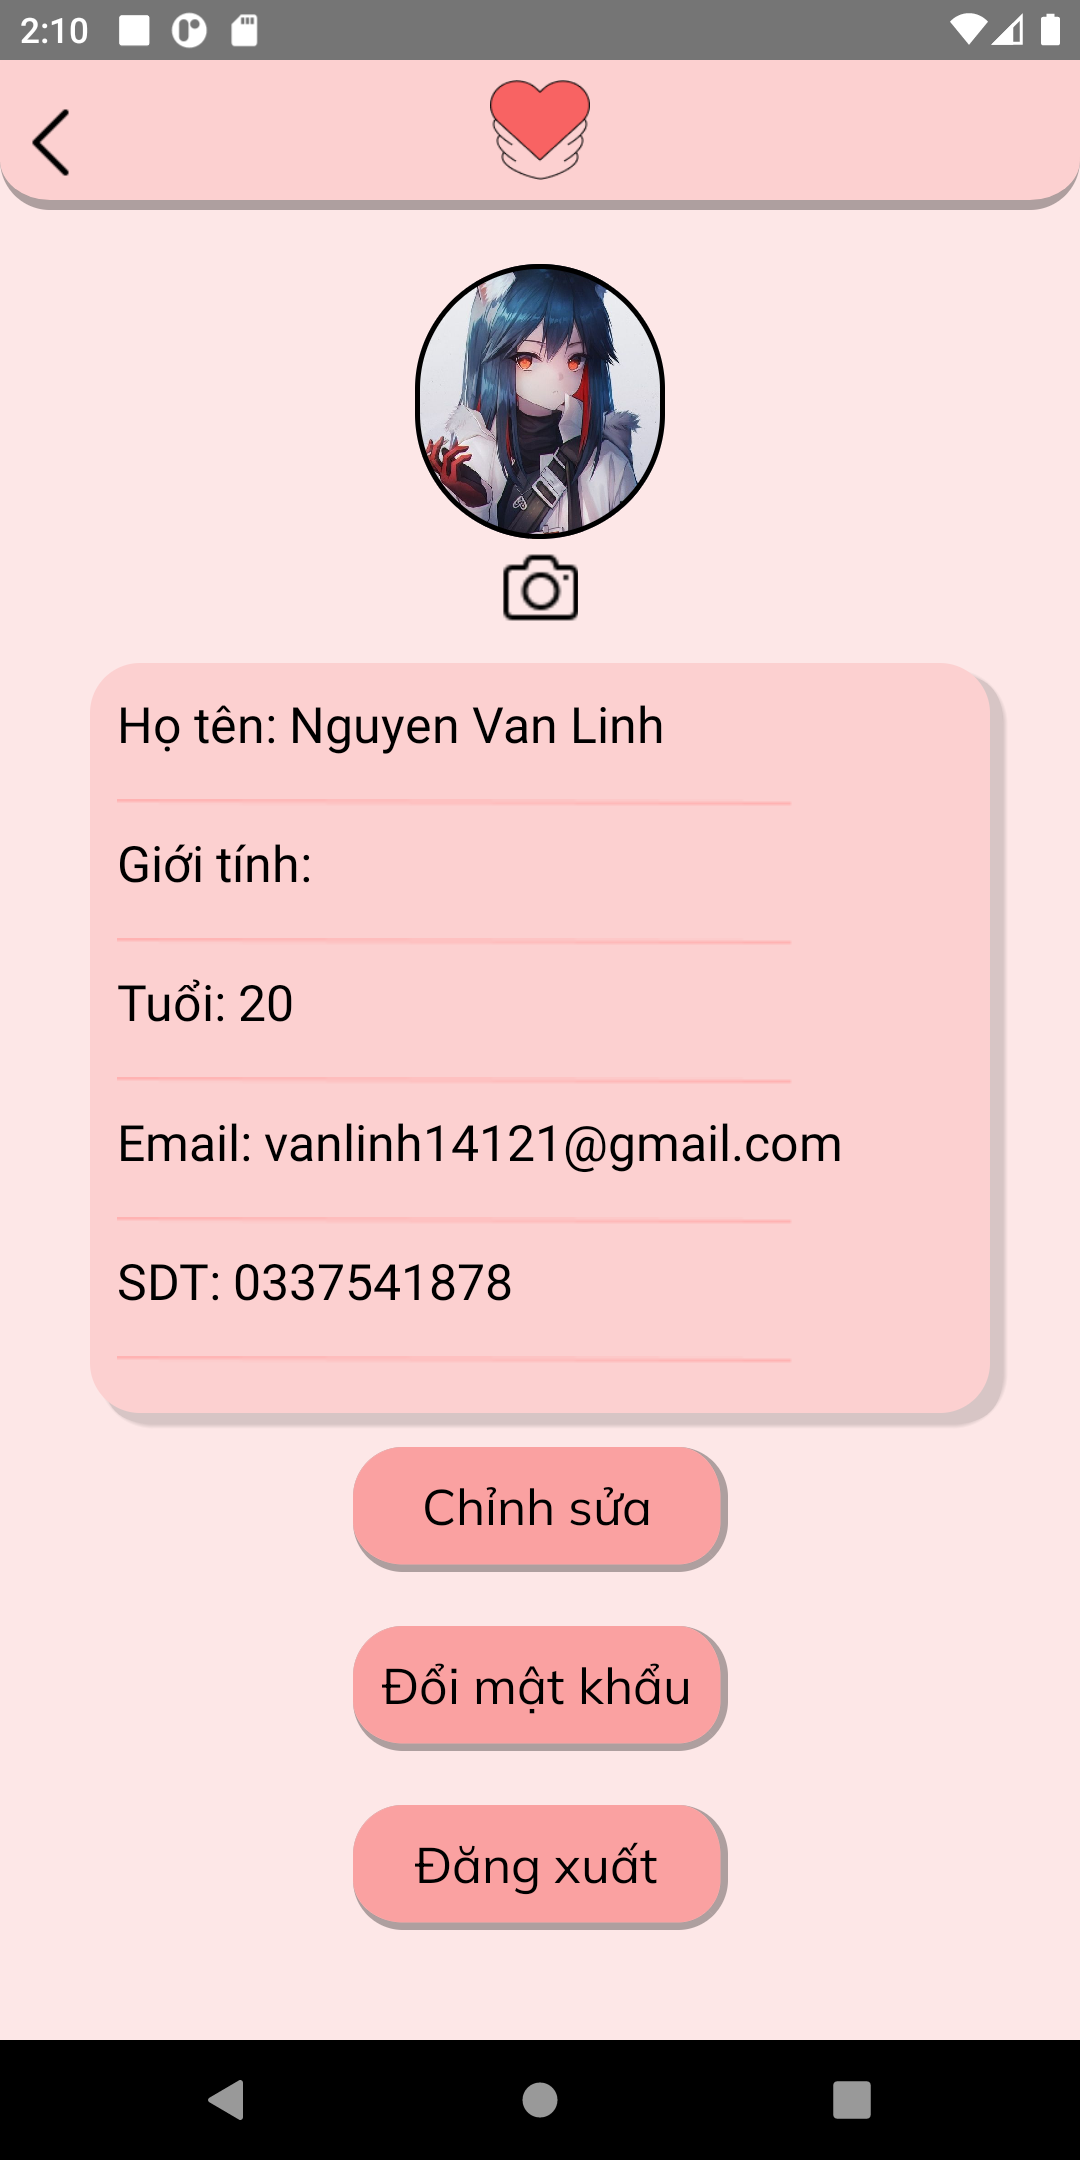 2:10
Họ tên: Nguyen Van Linh
Giới tính:
Tuổi: 20
Email: vanlinh14121@gmail.com
SDT: 0337541878
Chỉnh sửa
Đổi mật khẩu
Đăng xuất